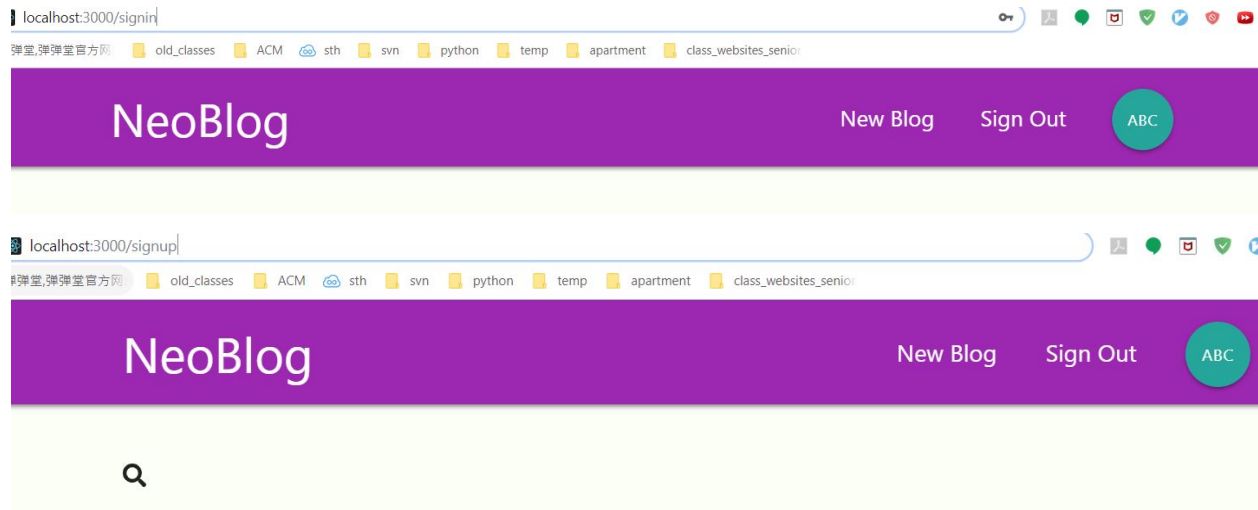 localhost:3000/signin
弹堂,弹弹堂官方网 old_classes ACM sth svn python temp apartment class_websites_senior
NeoBlog New Blog Sign Out ABC
localhost:3000/signup
弹弹堂,弹弹堂官方网 old_classes ACM sth svn python temp apartment class_websites_senior
NeoBlog New Blog Sign Out ABC